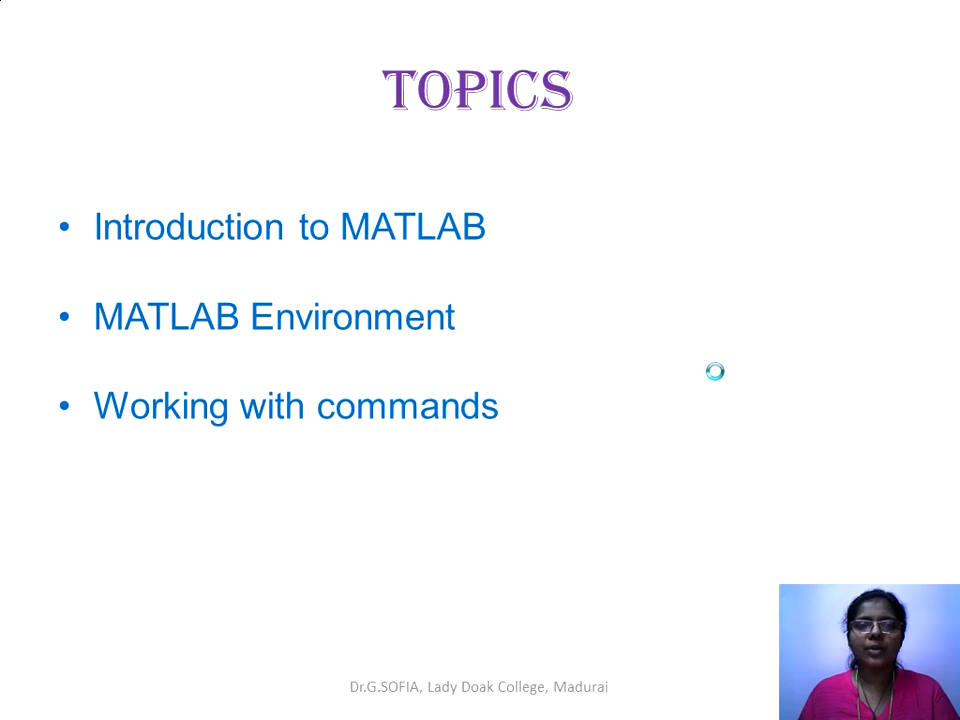 TOPICS
• Introduction to MATLAB
• MATLAB Environment
• Working with commands
Dr.G.SOFIA, Lady Doak College, Madurai